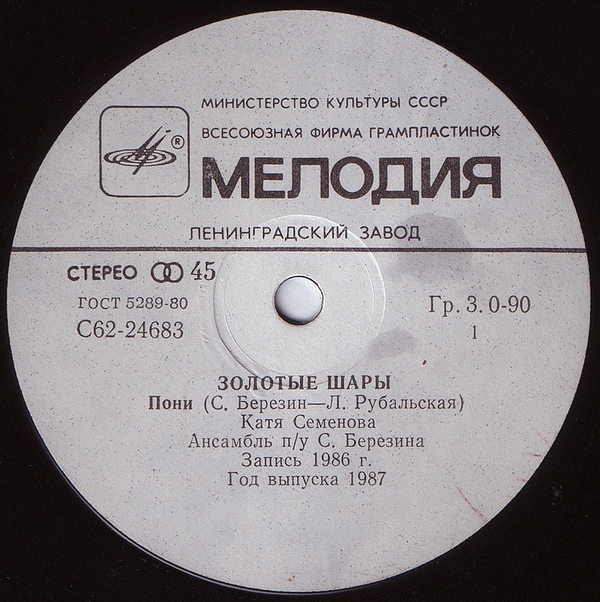 МИНИСТЕРСТВО КУЛЬТУРЫ СССР
ВСЕСОЮЗНАЯ ФИРМА ГРАМПЛАСТИНОК
®
МЕЛОДИЯ
ЛЕНИНГРАДСКИЙ ЗАВОД
СТЕРЕО 45
ГОСТ 5289-80
С62-24683
Гр. 3. 0-90
1
ЗОЛОТЫЕ ШАРЫ
Пони (С. Березин—Л. Рубальская)
Катя Семенова
Ансамбль п/у С. Березина
Запись 1986 г.
Год выпуска 1987